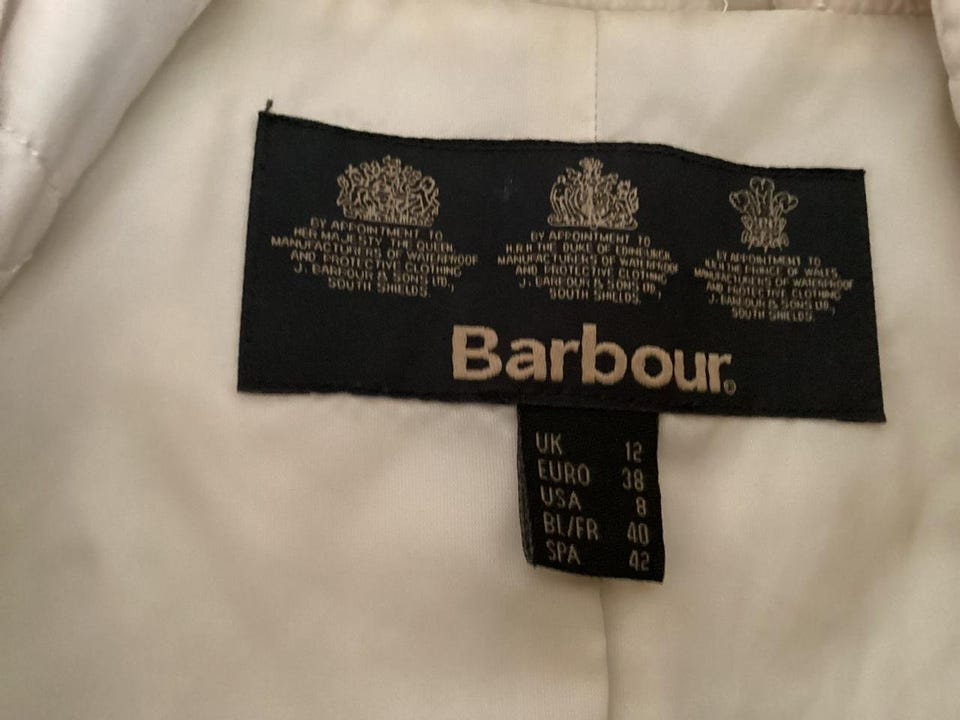 BY APPOINTMENT TO
HER MAJESTY THE QUEEN
MANUFACTURERS OF WATERPROOF
AND PROTECTIVE CLOTHING
J. BARBOUR & SONS LTD.,
SOUTH SHIELDS.
BY APPOINTMENT TO
H.R.H THE DUKE OF EDINBURGH
MANUFACTURERS OF WATERPROOF
AND PROTECTIVE CLOTHING
J. BARBOUR & SONS LTD.,
SOUTH SHIELDS.
BY APPOINTMENT TO
H.R.H THE PRINCE OF WALES
MANUFACTURERS OF WATERPROOF
AND PROTECTIVE CLOTHING
J. BARBOUR & SONS LTD.,
SOUTH SHIELDS.
Barbour®
UK 12
EURO 38
USA 8
BL/FR 40
SPA 42